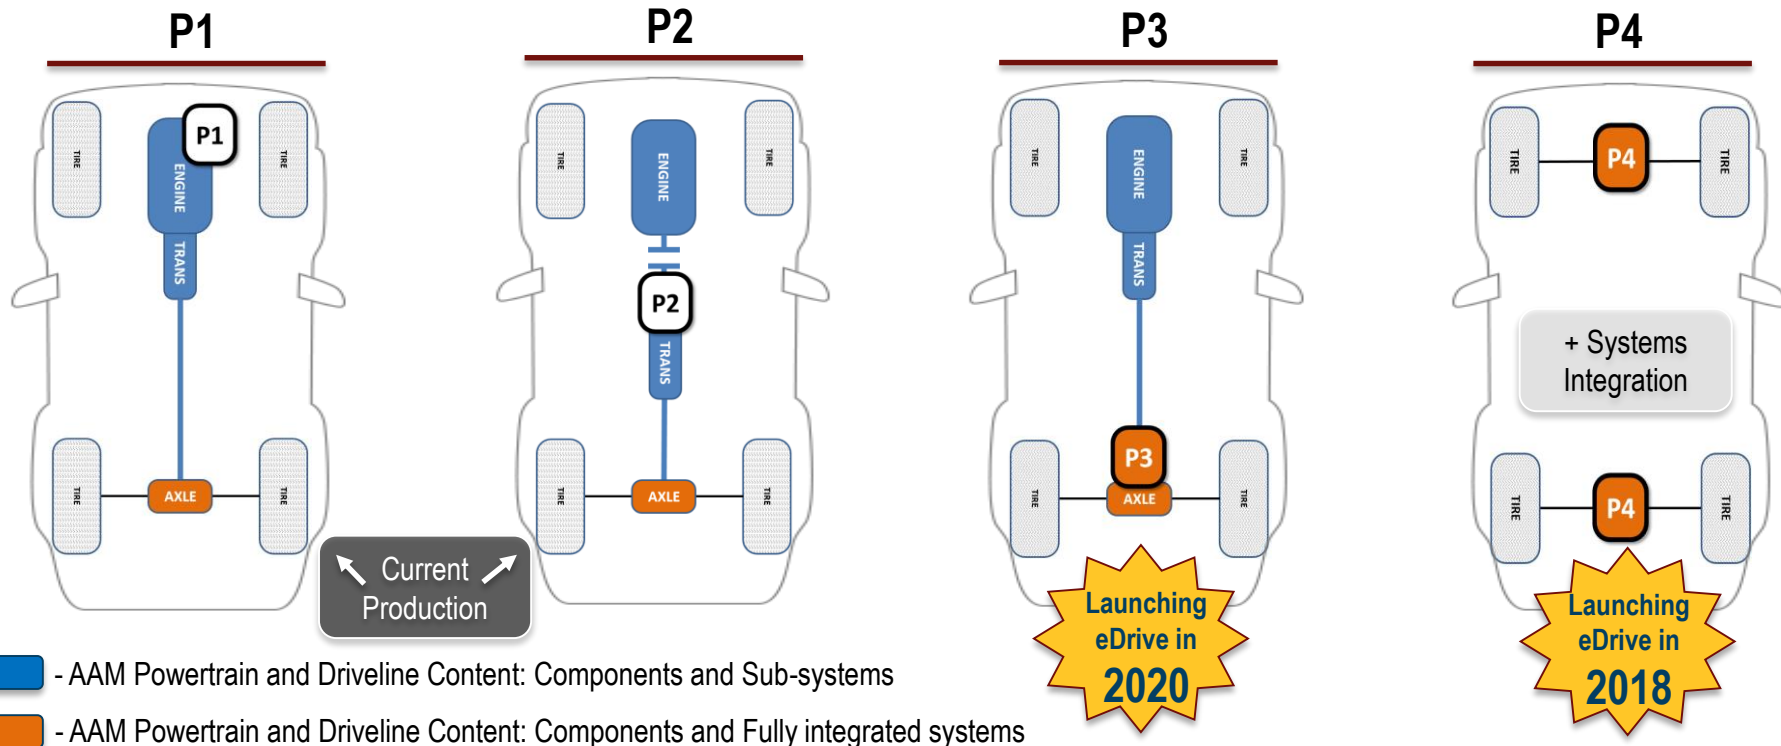 P1
P2
P3
P4
TIRE
P1
TIRE
ENGINE
TRANS
TIRE
AXLE
TIRE
TIRE
ENGINE
TIRE
P2
TRANS
TIRE
AXLE
TIRE
TIRE
ENGINE
TIRE
TRANS
P3
TIRE
AXLE
TIRE
TIRE
P4
TIRE
+ Systems
Integration
TIRE
P4
TIRE
Current
Production
Launching
eDrive in
2020
Launching
eDrive in
2018
- AAM Powertrain and Driveline Content: Components and Sub-systems
- AAM Powertrain and Driveline Content: Components and Fully integrated systems